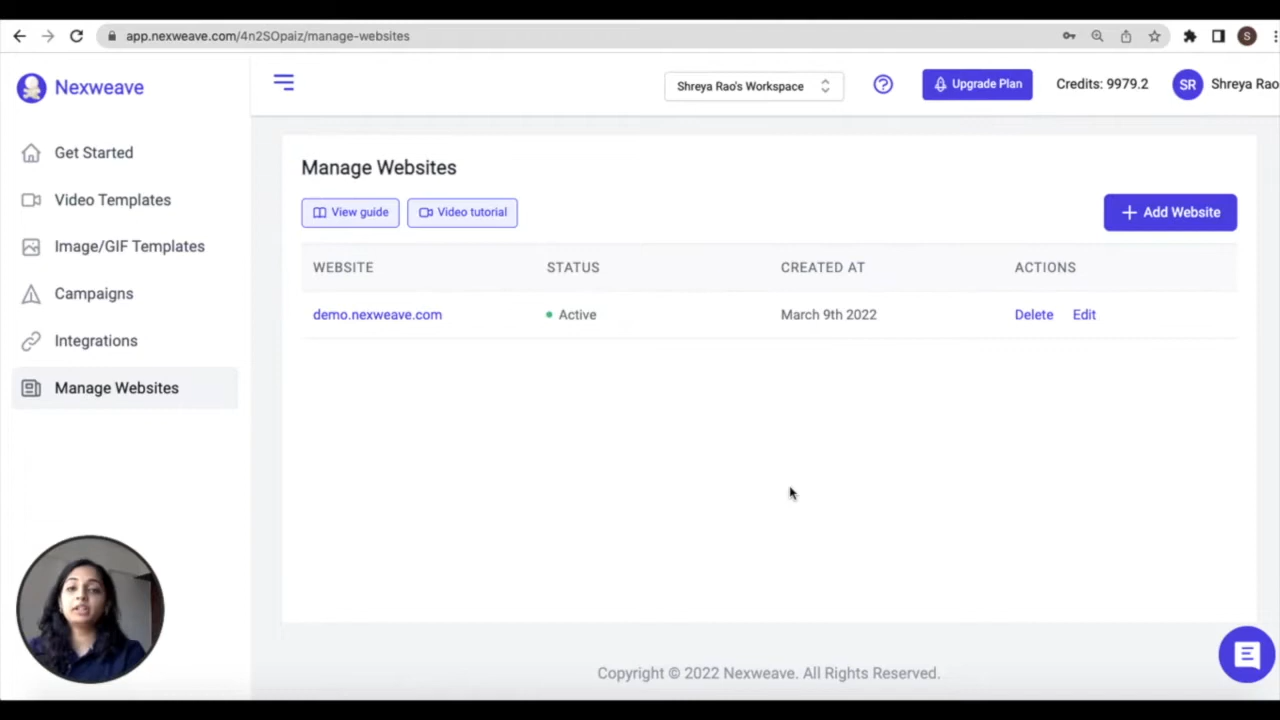 app.nexweave.com/4n2SOpaiz/manage-websites
S
Nexweave
Shreya Rao's Workspace
Upgrade Plan
Credits: 9979.2
SR
Shreya Rao
Get Started
Video Templates
Image/GIF Templates
Campaigns
Integrations
Manage Websites
Manage Websites
View guide
Video tutorial
+ Add Website
WEBSITE STATUS CREATED AT ACTIONS
demo.nexweave.com Active March 9th 2022 Delete Edit
Copyright © 2022 Nexweave. All Rights Reserved.